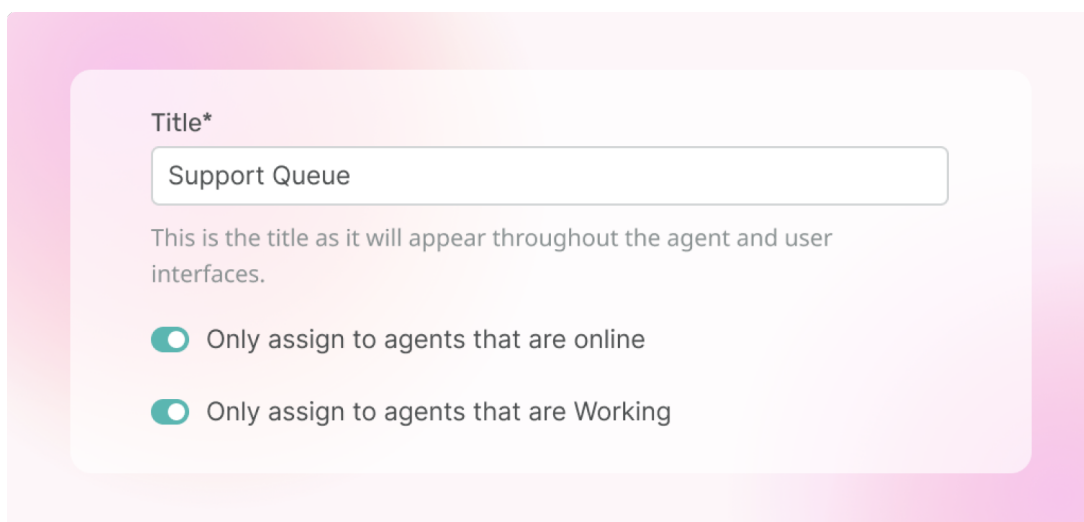 Title*
Support Queue
This is the title as it will appear throughout the agent and user
interfaces.
Only assign to agents that are online
Only assign to agents that are Working